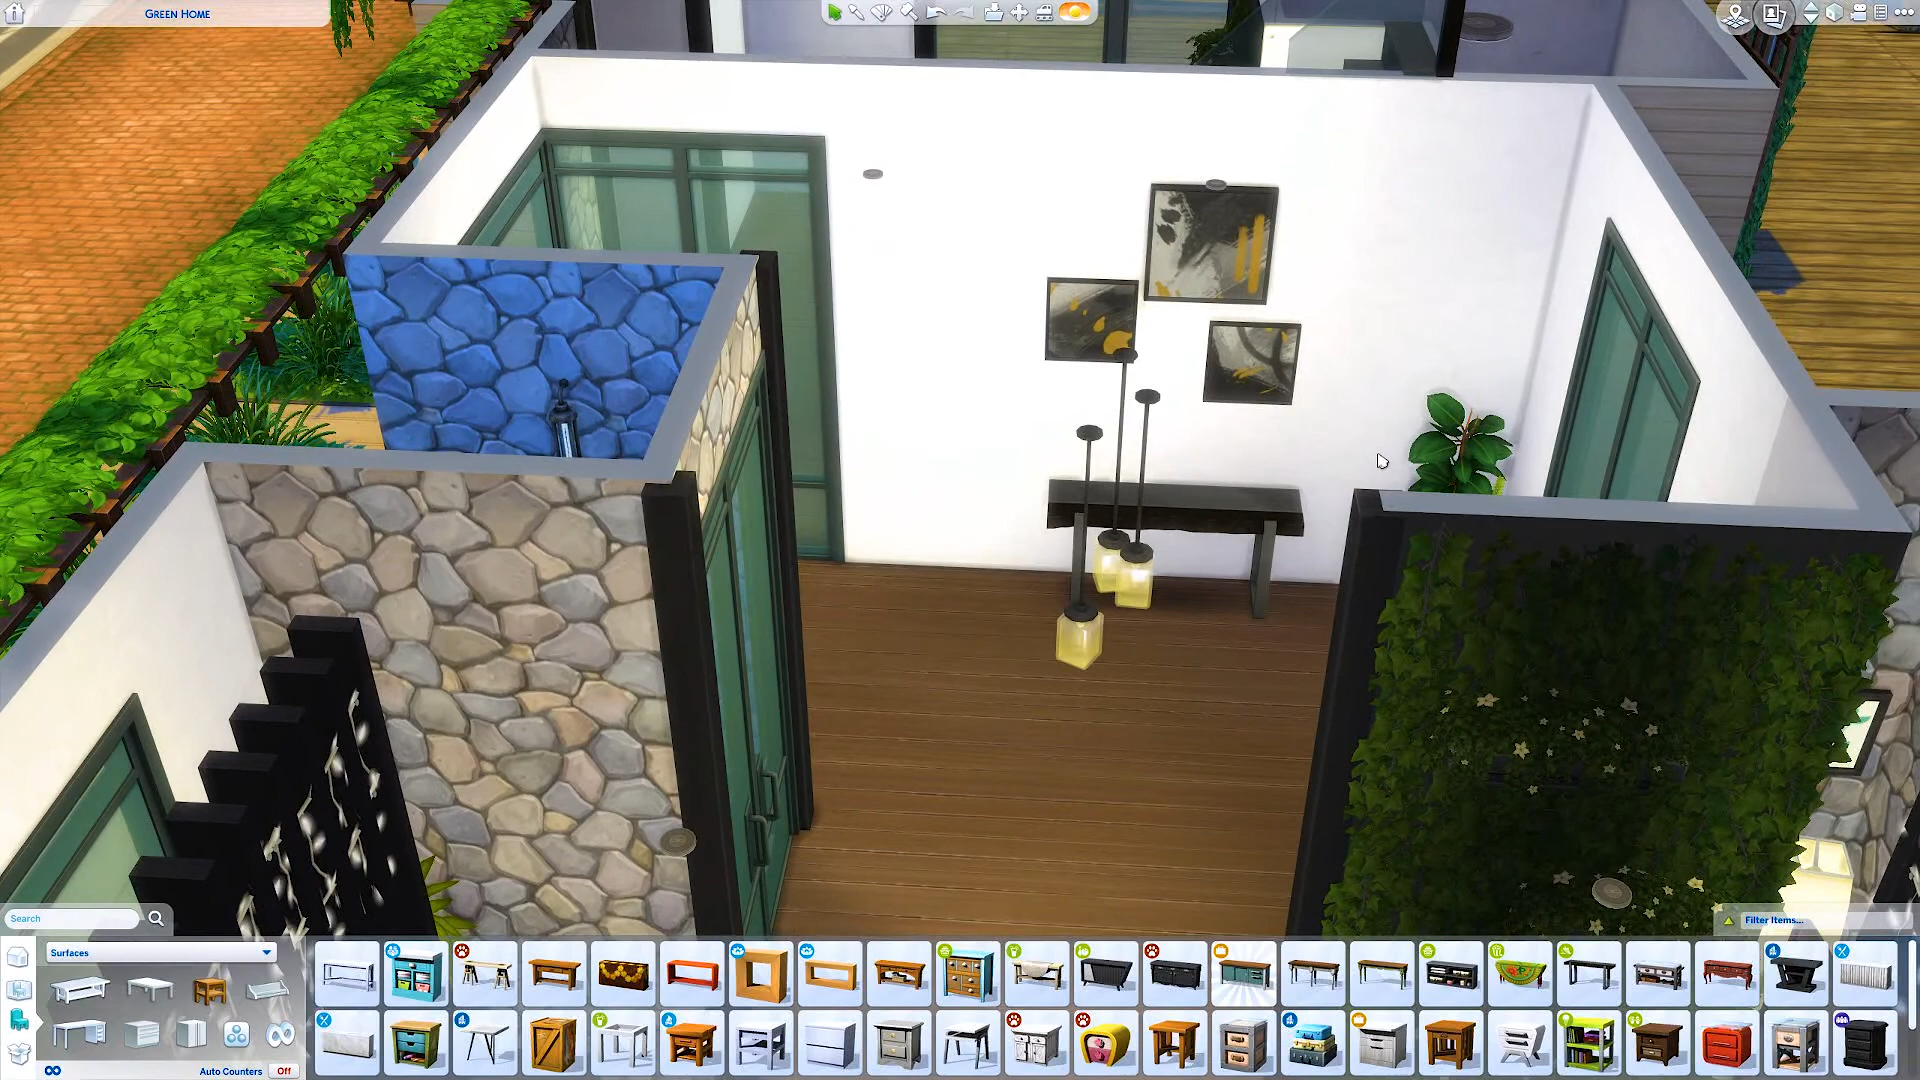 Green Home
Search
Filter Items...
Surfaces
Auto Counters Off